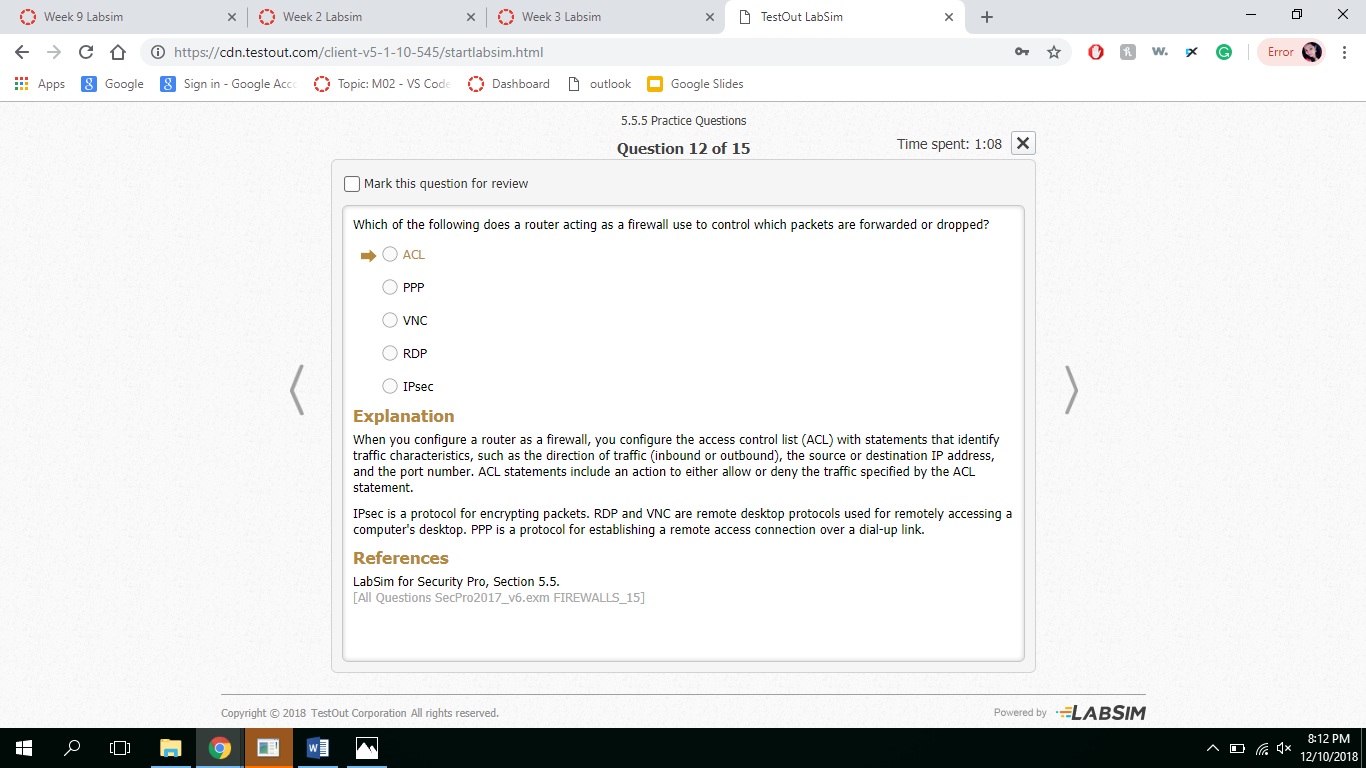 Week 9 Labsim
Week 2 Labsim
Week 3 Labsim
TestOut LabSim
https://cdn.testout.com/client-v5-1-10-545/startlabsim.html
Error
Apps
Google
Sign in - Google Acco
Topic: M02 - VS Code
Dashboard
outlook
Google Slides
5.5.5 Practice Questions
Question 12 of 15
Time spent: 1:08
Mark this question for review
Which of the following does a router acting as a firewall use to control which packets are forwarded or dropped?
ACL
PPP
VNC
RDP
IPsec
Explanation
When you configure a router as a firewall, you configure the access control list (ACL) with statements that identify
traffic characteristics, such as the direction of traffic (inbound or outbound), the source or destination IP address,
and the port number. ACL statements include an action to either allow or deny the traffic specified by the ACL
statement.
IPsec is a protocol for encrypting packets. RDP and VNC are remote desktop protocols used for remotely accessing a
computer's desktop. PPP is a protocol for establishing a remote access connection over a dial-up link.
References
LabSim for Security Pro, Section 5.5.
[All Questions SecPro2017_v6.exm FIREWALLS_15]
Copyright © 2018 TestOut Corporation All rights reserved.
Powered by LABSIM
8:12 PM
12/10/2018